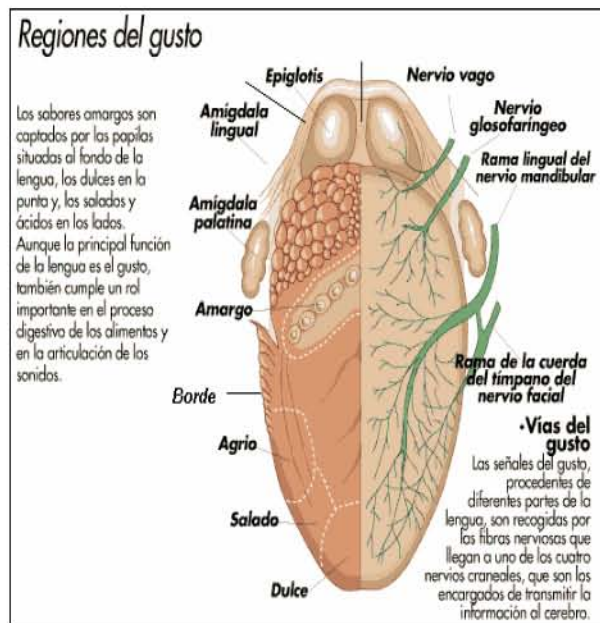 Regiones del gusto
Los sabores amargos son
captados por las papilas
situadas al fondo de la
lengua, los dulces en la
punta y, los salados y
ácidos en los lados.
Aunque la principal función
de la lengua es el gusto,
también cumple un rol
importante en el proceso
digestivo de los alimentos y
en la articulación de los
sonidos.
Epiglotis
Amígdala
lingual
Amígdala
palatina
Amargo
Borde
Agrio
Salado
Dulce
Nervio vago
Nervio
glosofaríngeo
Rama lingual del
nervio mandibular
Rama de la cuerda
del tímpano del
nervio facial
·Vías del
gusto
Las señales del gusto,
procedentes de
diferentes partes de la
lengua, son recogidas por
las fibras nerviosas que
llegan a uno de los cuatro
nervios craneales, que son los
encargados de transmitir la
información al cerebro.